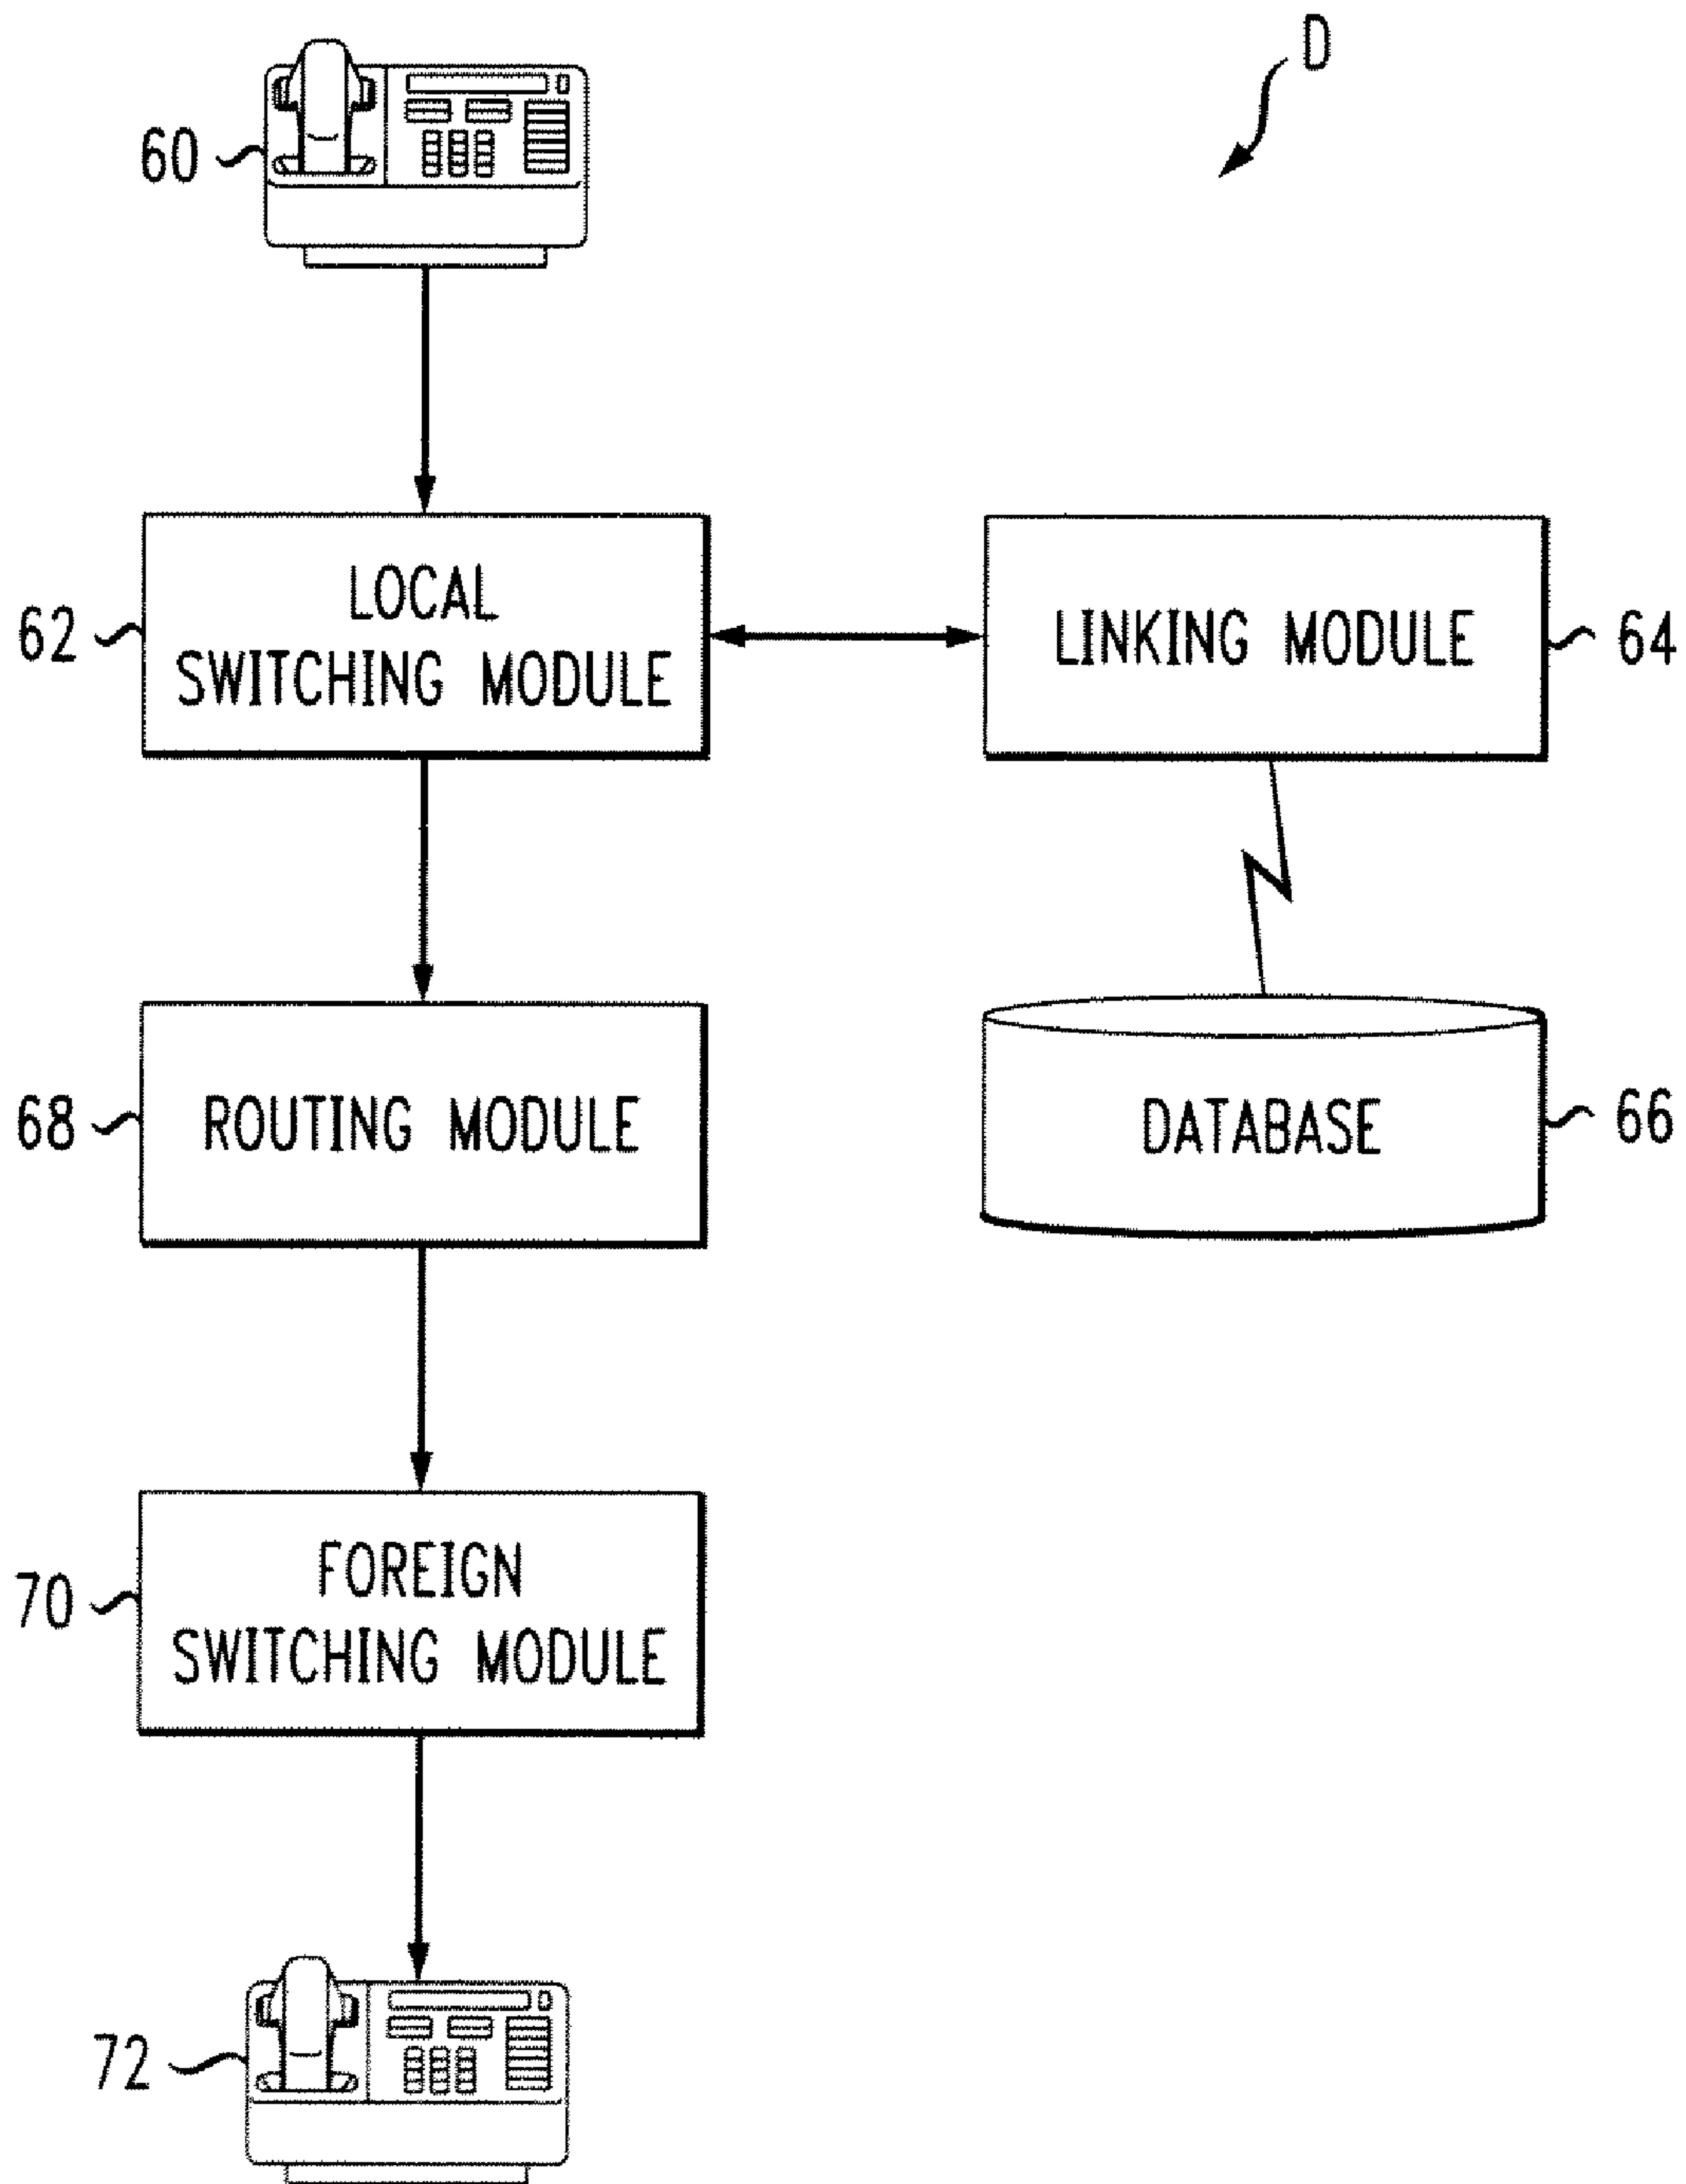 D
60
LOCAL
SWITCHING MODULE
62
LINKING MODULE
64
ROUTING MODULE
68
DATABASE
66
FOREIGN
SWITCHING MODULE
70
72